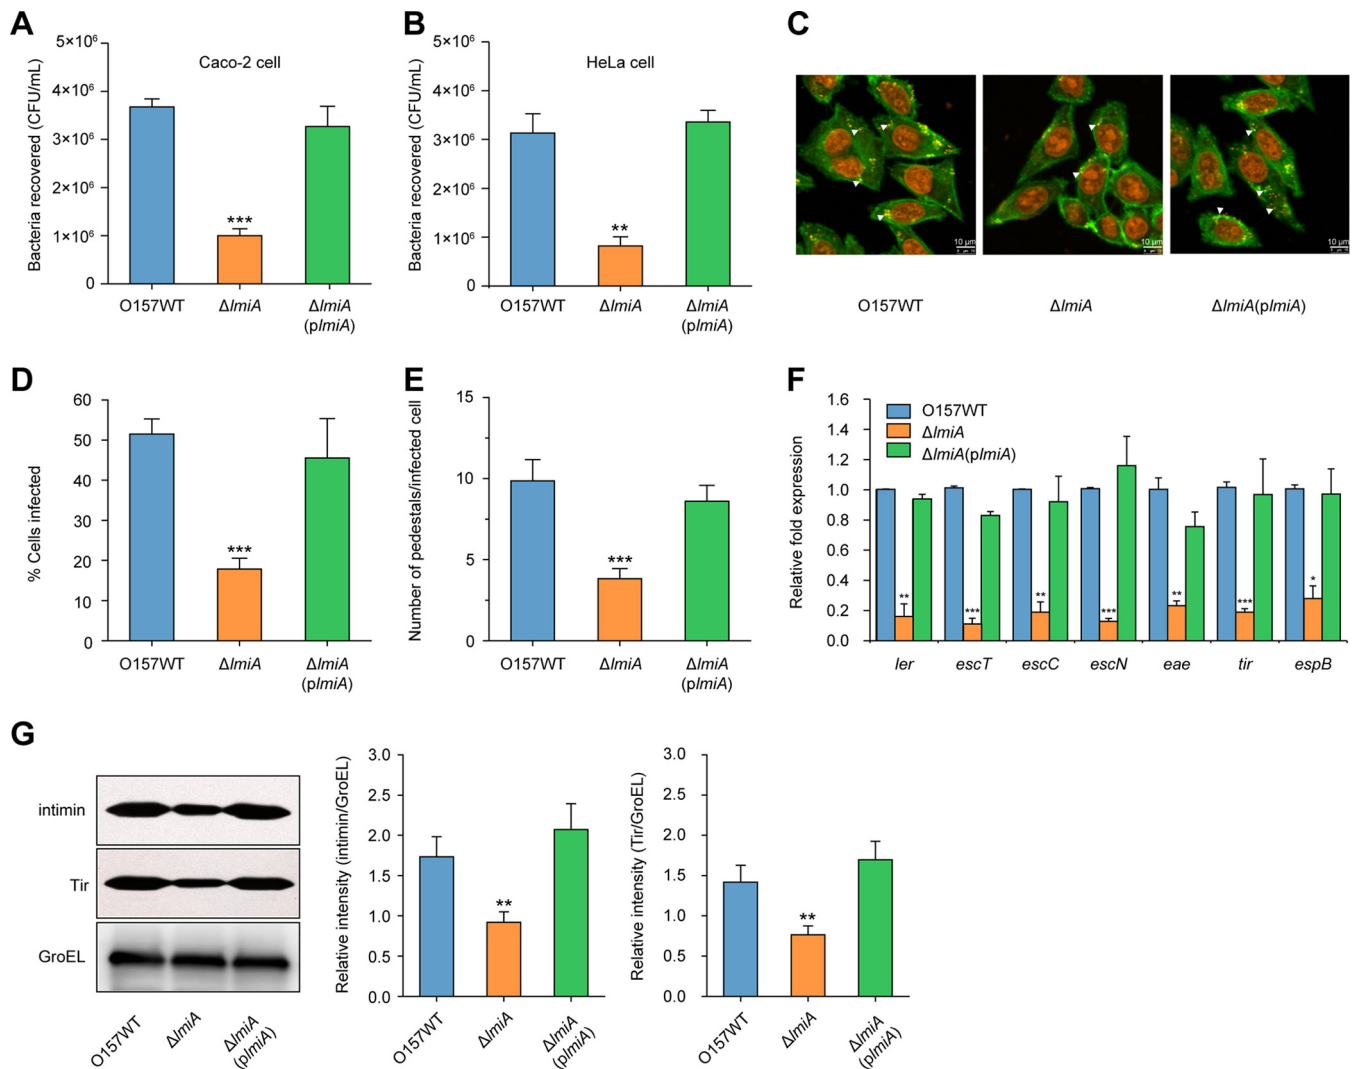 A
Bacteria recovered (CFU/mL)
5×10⁶
4×10⁶
3×10⁶
2×10⁶
1×10⁶
0
Caco-2 cell
***
O157WT
ΔlmiA
ΔlmiA
(plmiA)
B
Bacteria recovered (CFU/mL)
5×10⁶
4×10⁶
3×10⁶
2×10⁶
1×10⁶
0
HeLa cell
**
O157WT
ΔlmiA
ΔlmiA
(plmiA)
C
10 μm
10 μm
10 μm
O157WT
ΔlmiA
ΔlmiA(plmiA)
D
% Cells infected
60
50
40
30
20
10
0
***
O157WT
ΔlmiA
ΔlmiA
(plmiA)
E
Number of pedestals/infected cell
15
10
5
0
***
O157WT
ΔlmiA
ΔlmiA
(plmiA)
F
Relative fold expression
1.6
1.4
1.2
1.0
0.8
0.6
0.4
0.2
0.0
O157WT
ΔlmiA
ΔlmiA(plmiA)
** *** ** *** ** *** *
ler escT escC escN eae tir espB
G
intimin
Tir
GroEL
O157WT
ΔlmiA
ΔlmiA
(plmiA)
Relative intensity (intimin/GroEL)
3.0
2.5
2.0
1.5
1.0
0.5
0.0
**
O157WT
ΔlmiA
ΔlmiA
(plmiA)
Relative intensity (Tir/GroEL)
3.0
2.5
2.0
1.5
1.0
0.5
0.0
**
O157WT
ΔlmiA
ΔlmiA
(plmiA)